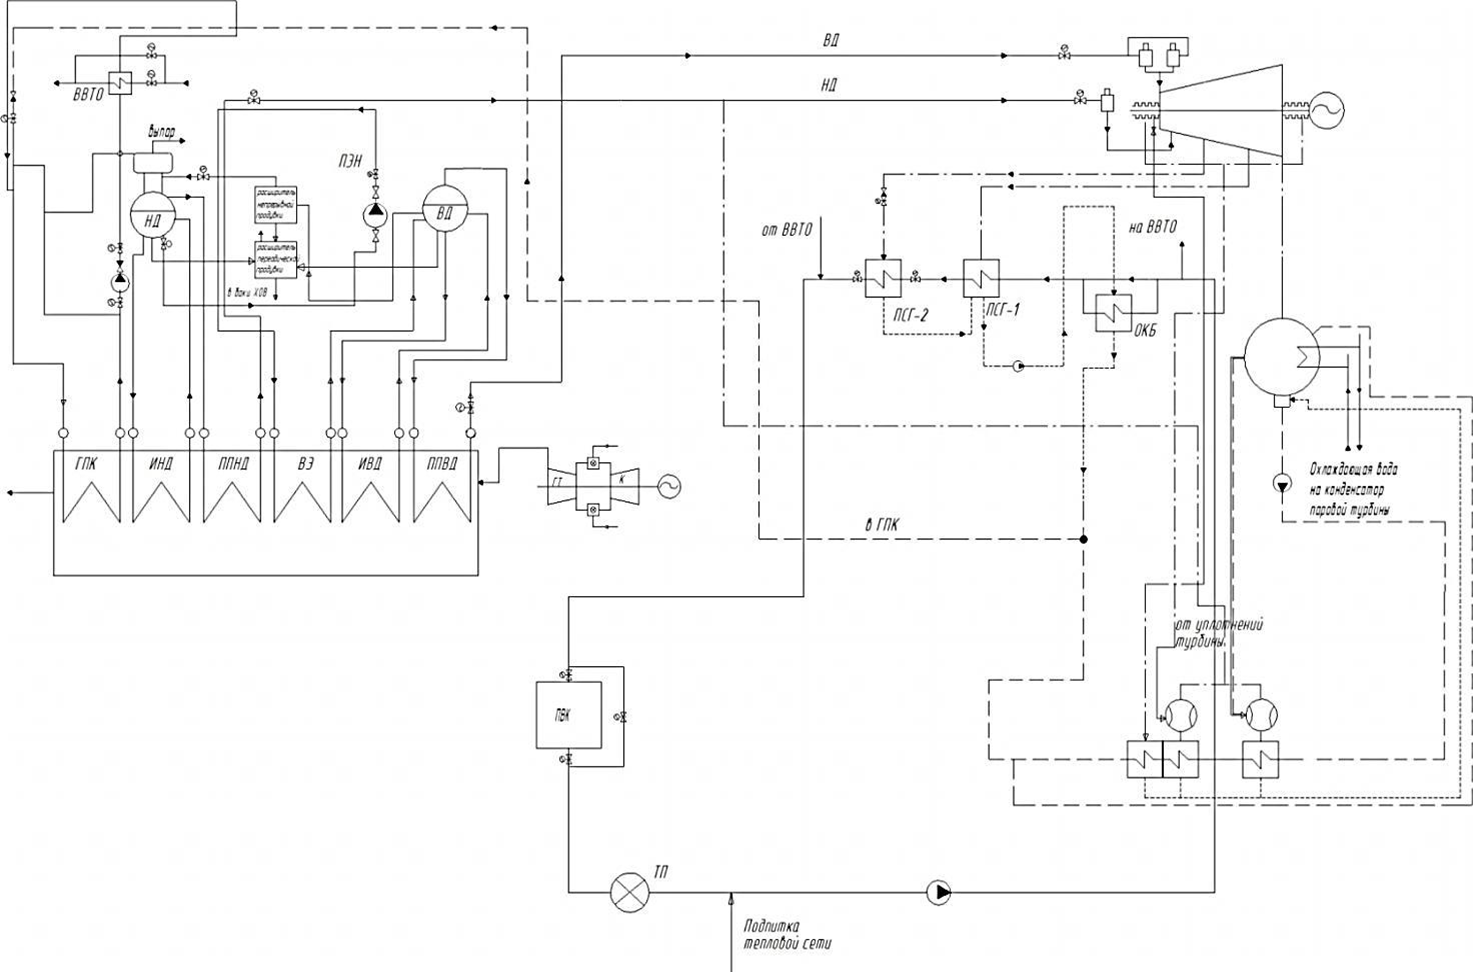 ВД
НД
ВВТО
выпар
ПЭН
расширитель
непрерывной
продувки
НД
ВД
расширитель
периодической
продувки
в баки ХОВ
от ВВТО
на ВВТО
ПСГ-2
ПСГ-1
ОКБ
ГПК
ИНД
ППНД
ВЭ
ИВД
ППВД
ГТ
К
Охлаждающая вода
на конденсатор
паровой турбины
в ГПК
от уплотнений
турбины
ПВК
ТП
Подпитка
тепловой сети